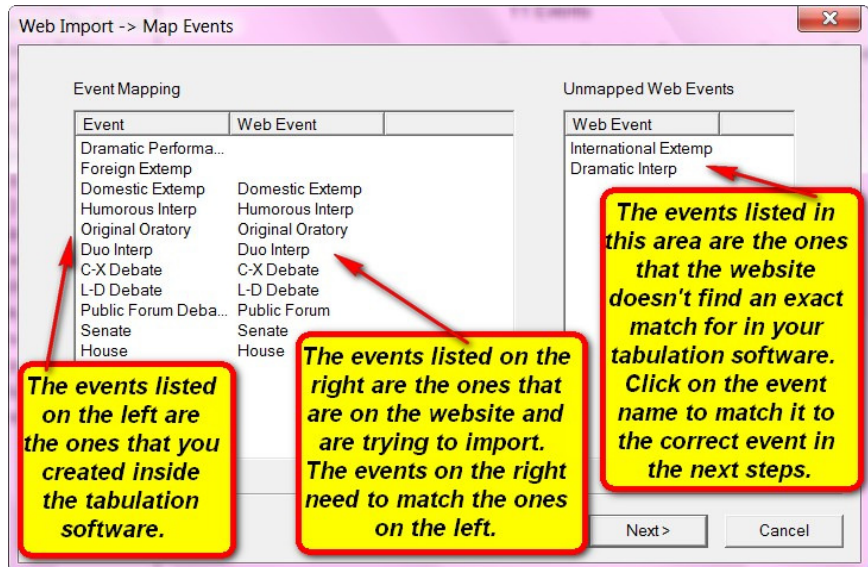 Web Import -> Map Events
Event Mapping
Event Web Event
Dramatic Performa...
Foreign Extemp
Domestic Extemp Domestic Extemp
Humorous Interp Humorous Interp
Original Oratory Original Oratory
Duo Interp Duo Interp
C-X Debate C-X Debate
L-D Debate L-D Debate
Public Forum Deba... Public Forum
Senate Senate
House House
Unmapped Web Events
Web Event
International Extemp
Dramatic Interp
The events listed
on the left are
the ones that you
created inside
the tabulation
software.
The events listed on the
right are the ones that
are on the website and
are trying to import.
The events on the right
need to match the ones
on the left.
The events listed in
this area are the ones
that the website
doesn't find an exact
match for in your
tabulation software.
Click on the event
name to match it to
the correct event in
the next steps.
Next >
Cancel